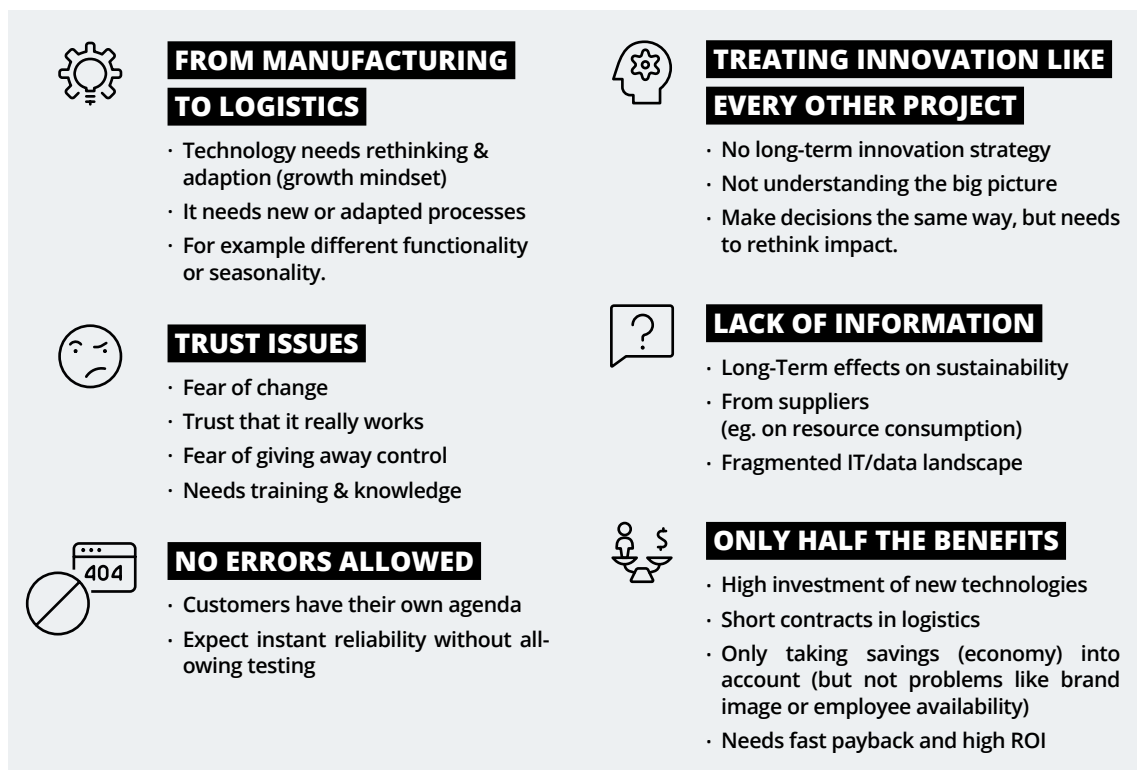 FROM MANUFACTURING
TO LOGISTICS
· Technology needs rethinking &
adaption (growth mindset)
· It needs new or adapted processes
· For example different functionality
or seasonality.
TRUST ISSUES
· Fear of change
· Trust that it really works
· Fear of giving away control
· Needs training & knowledge
404
NO ERRORS ALLOWED
· Customers have their own agenda
· Expect instant reliability without all-
owing testing
TREATING INNOVATION LIKE
EVERY OTHER PROJECT
· No long-term innovation strategy
· Not understanding the big picture
· Make decisions the same way, but needs
to rethink impact.
?
LACK OF INFORMATION
· Long-Term effects on sustainability
· From suppliers
(eg. on resource consumption)
· Fragmented IT/data landscape
$
ONLY HALF THE BENEFITS
· High investment of new technologies
· Short contracts in logistics
· Only taking savings (economy) into
account (but not problems like brand
image or employee availability)
· Needs fast payback and high ROI